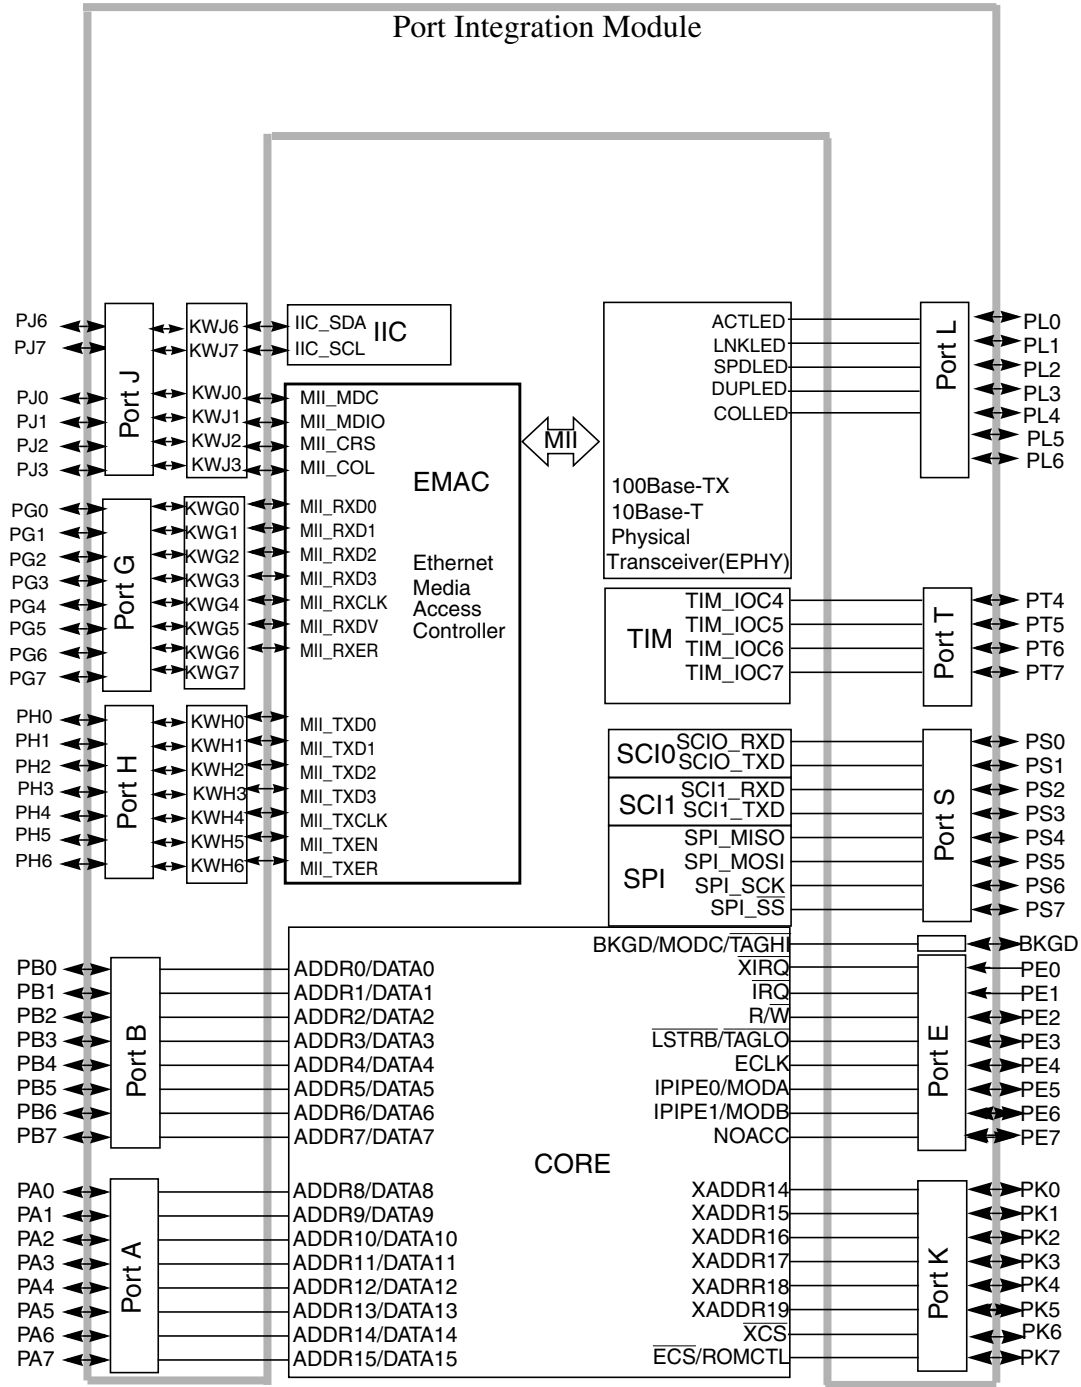 Port Integration Module
PJ6
PJ7
PJ0
PJ1
PJ2
PJ3
Port J
KWJ6
KWJ7
KWJ0
KWJ1
KWJ2
KWJ3
IIC_SDA
IIC_SCL
IIC
MII_MDC
MII_MDIO
MII_CRS
MII_COL
MII_RXD0
MII_RXD1
MII_RXD2
MII_RXD3
MII_RXCLK
MII_RXDV
MII_RXER
MII_TXD0
MII_TXD1
MII_TXD2
MII_TXD3
MII_TXCLK
MII_TXEN
MII_TXER
EMAC
Ethernet
Media
Access
Controller
MII
PG0
PG1
PG2
PG3
PG4
PG5
PG6
PG7
Port G
KWG0
KWG1
KWG2
KWG3
KWG4
KWG5
KWG6
KWG7
PH0
PH1
PH2
PH3
PH4
PH5
PH6
Port H
KWH0
KWH1
KWH2
KWH3
KWH4
KWH5
KWH6
ACTLED
LNKLED
SPDLED
DUPLED
COLLED
100Base-TX
10Base-T
Physical
Transceiver(EPHY)
Port L
PL0
PL1
PL2
PL3
PL4
PL5
PL6
TIM
TIM_IOC4
TIM_IOC5
TIM_IOC6
TIM_IOC7
Port T
PT4
PT5
PT6
PT7
SCI0
SCIO_RXD
SCIO_TXD
SCI1
SCI1_RXD
SCI1_TXD
SPI
SPI_MISO
SPI_MOSI
SPI_SCK
SPI_SS
Port S
PS0
PS1
PS2
PS3
PS4
PS5
PS6
PS7
PB0
PB1
PB2
PB3
PB4
PB5
PB6
PB7
Port B
ADDR0/DATA0
ADDR1/DATA1
ADDR2/DATA2
ADDR3/DATA3
ADDR4/DATA4
ADDR5/DATA5
ADDR6/DATA6
ADDR7/DATA7
PA0
PA1
PA2
PA3
PA4
PA5
PA6
PA7
Port A
ADDR8/DATA8
ADDR9/DATA9
ADDR10/DATA10
ADDR11/DATA11
ADDR12/DATA12
ADDR13/DATA13
ADDR14/DATA14
ADDR15/DATA15
CORE
BKGD/MODC/TAGHI
XIRQ
IRQ
R/W
LSTRB/TAGLO
ECLK
IPIPE0/MODA
IPIPE1/MODB
NOACC
Port E
BKGD
PE0
PE1
PE2
PE3
PE4
PE5
PE6
PE7
XADDR14
XADDR15
XADDR16
XADDR17
XADRR18
XADDR19
XCS
ECS/ROMCTL
Port K
PK0
PK1
PK2
PK3
PK4
PK5
PK6
PK7